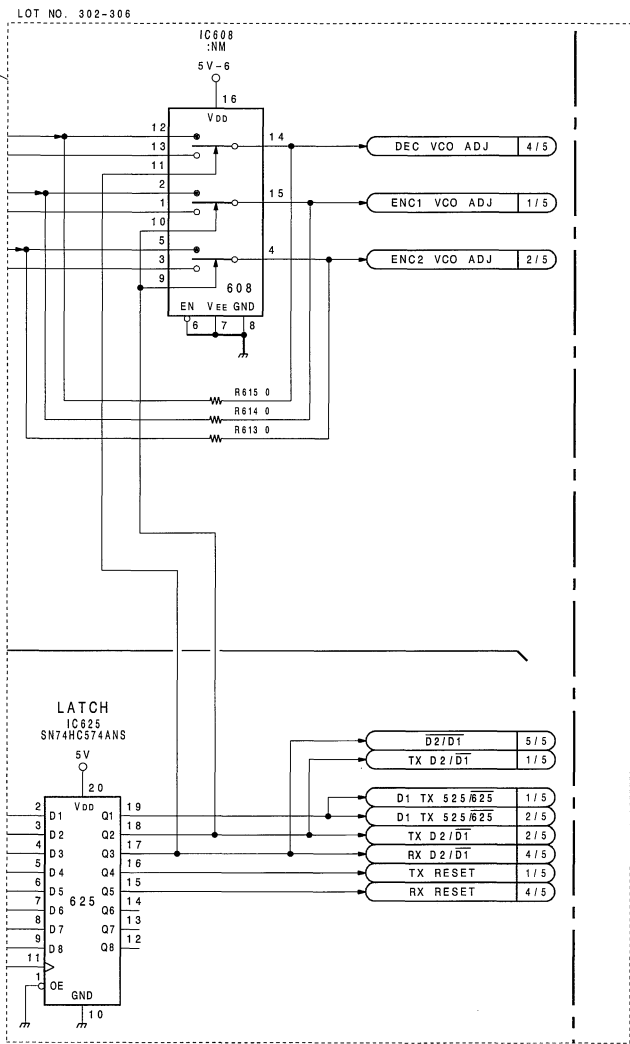 LOT NO. 302-306
IC608
:NM
5V-6
16
VDD
12
14
DEC VCO ADJ 4/5
13
11
2
15
1
ENC1 VCO ADJ 1/5
10
5
4
3
ENC2 VCO ADJ 2/5
9
608
EN VEE GND
6 7 8
R615 0
R614 0
R613 0
LATCH
IC625
SN74HC574ANS
5V
20
VDD
2 D1 Q1 19
3 D2 Q2 18
4 D3 Q3 17
5 D4 Q4 16
6 D5 Q5 15
7 D6 Q6 14
8 D7 Q7 13
9 D8 Q8 12
625
11
1 OE
GND
10
D2/D1 5/5
TX D2/D1 1/5
D1 TX 525/625 1/5
D1 TX 525/625 2/5
TX D2/D1 2/5
RX D2/D1 4/5
TX RESET 1/5
RX RESET 4/5